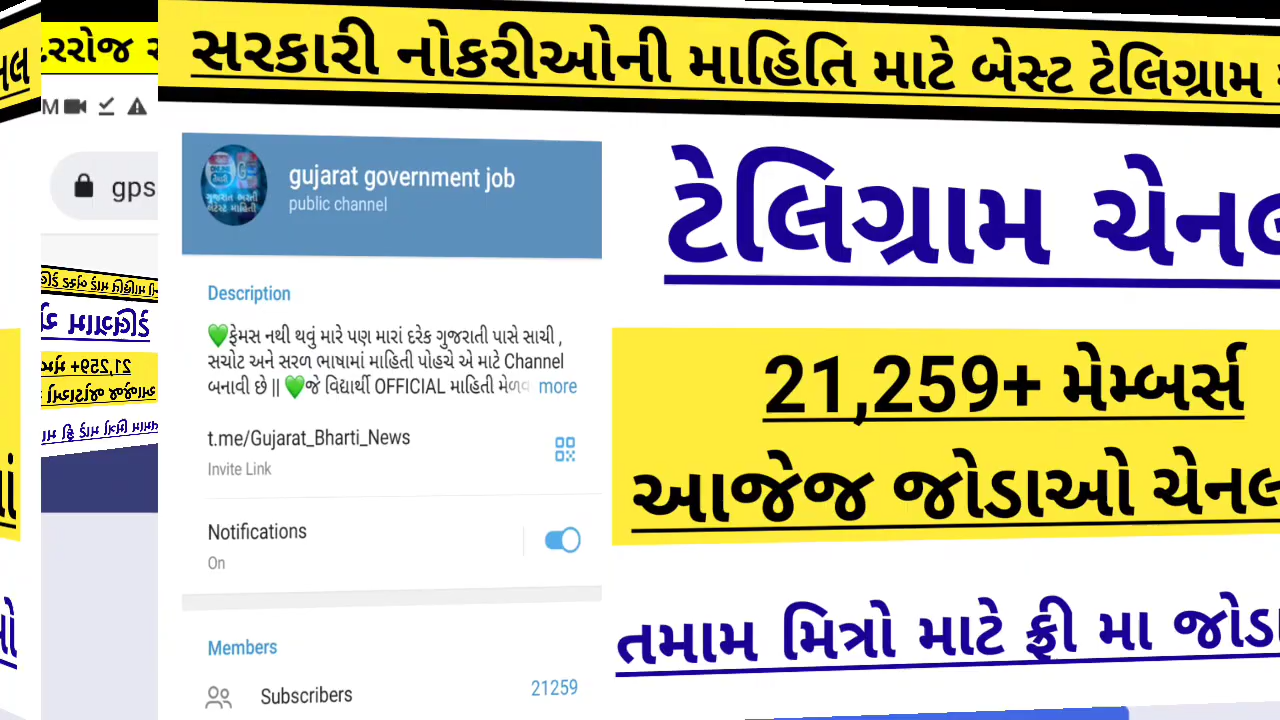 સરકારી નોકરીઓની માહિતિ માટે બેસ્ટ ટેલિગ્રામ
gujarat government job
public channel
Description
💚ફેમસ નથી થવું મારે પણ મારાં દરેક ગુજરાતી પાસે સાચી ,
સચોટ અને સરળ ભાષામાં માહિતી પોહચે એ માટે Channel
બનાવી છે || 💚જે વિદ્યાર્થી OFFICIAL માહિતી મેળવ more
t.me/Gujarat_Bharti_News
Invite Link
Notifications
On
Members
Subscribers 21259
ટેલિગ્રામ ચેનલ
21,259+ મેમ્બર્સ
આજેજ જોડાઓ ચેનલ
તમામ મિત્રો માટે ફ્રી મા જોડા
gps